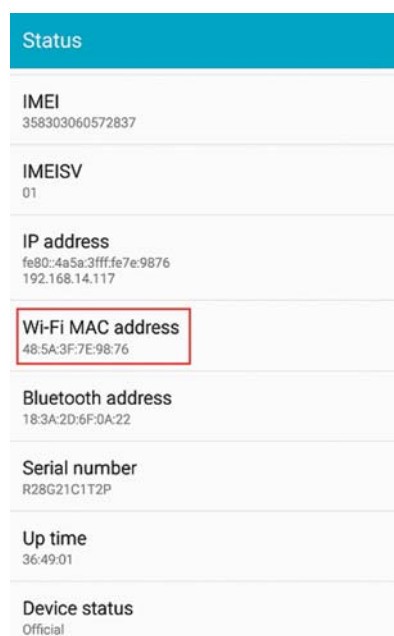 Status
IMEI
358303060572837
IMEISV
01
IP address
fe80::4a5a:3fff:fe7e:9876
192.168.14.117
Wi-Fi MAC address
48:5A:3F:7E:98:76
Bluetooth address
18:3A:2D:6F:0A:22
Serial number
R28G21C1T2P
Up time
36:49:01
Device status
Official